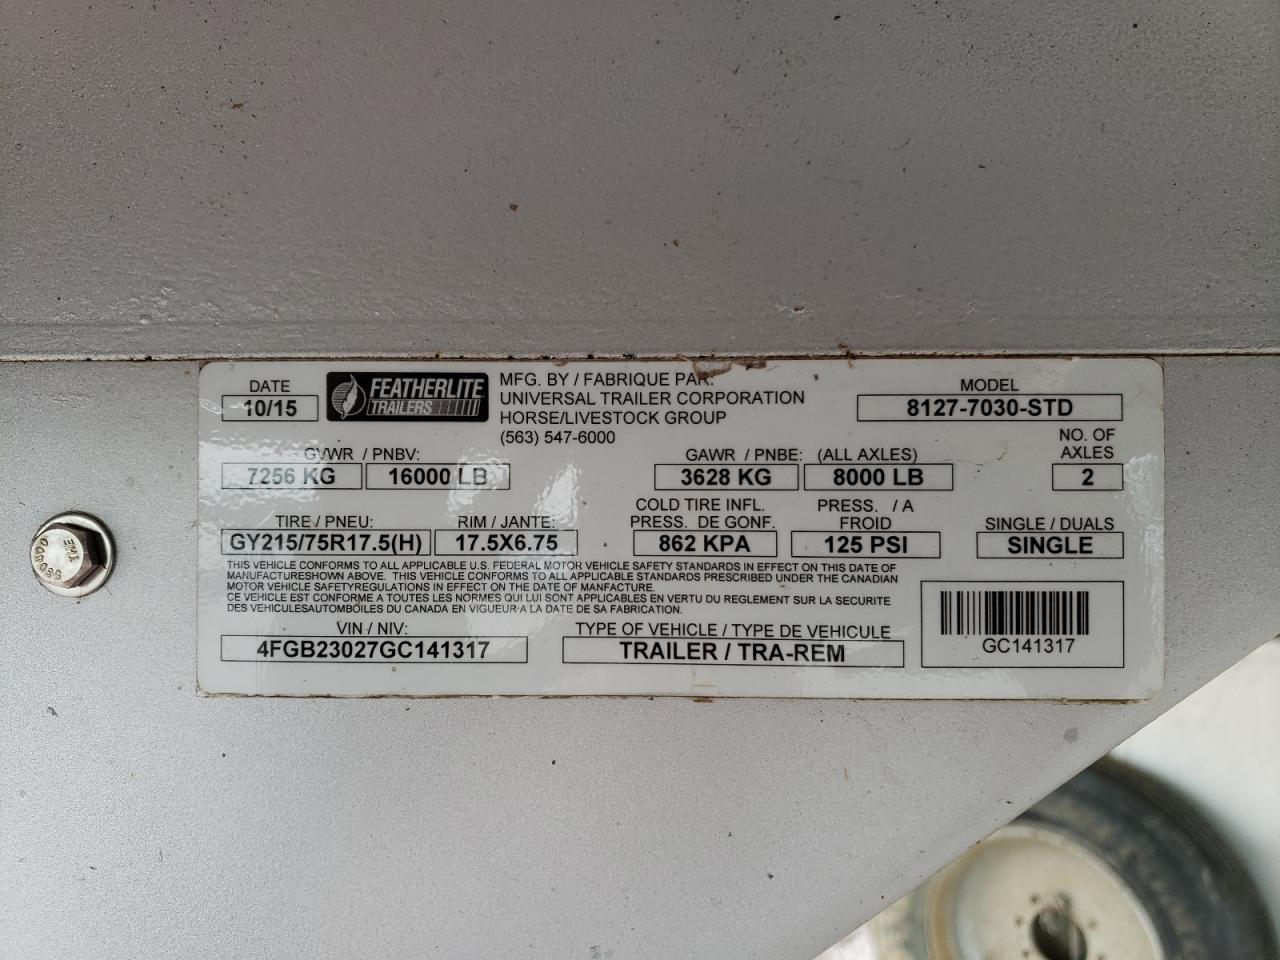 DATE
10/15
FEATHERLITE
TRAILERS
MFG. BY / FABRIQUE PAR:
UNIVERSAL TRAILER CORPORATION
HORSE/LIVESTOCK GROUP
(563) 547-6000
MODEL
8127-7030-STD
GVWR / PNBV:
7256 KG 16000 LB
GAWR / PNBE: (ALL AXLES)
3628 KG 8000 LB
NO. OF
AXLES
2
TIRE / PNEU:
GY215/75R17.5(H)
RIM / JANTE:
17.5X6.75
COLD TIRE INFL. PRESS. / A
PRESS. DE GONF. FROID
862 KPA 125 PSI
SINGLE / DUALS
SINGLE
THIS VEHICLE CONFORMS TO ALL APPLICABLE U.S. FEDERAL MOTOR VEHICLE SAFETY STANDARDS IN EFFECT ON THIS DATE OF
MANUFACTURESHOWN ABOVE. THIS VEHICLE CONFORMS TO ALL APPLICABLE STANDARDS PRESCRIBED UNDER THE CANADIAN
MOTOR VEHICLE SAFETYREGULATIONS IN EFFECT ON THE DATE OF MANFACTURE.
CE VEHICLE EST CONFORME A TOUTES LES NORMES QUI LUI SONT APPLICABLES EN VERTU DU REGLEMENT SUR LA SECURITE
DES VEHICULESAUTOMBOILES DU CANADA EN VIGUEUR A LA DATE DE SA FABRICATION.
VIN / NIV:
4FGB23027GC141317
TYPE OF VEHICLE / TYPE DE VEHICULE
TRAILER / TRA-REM
GC141317